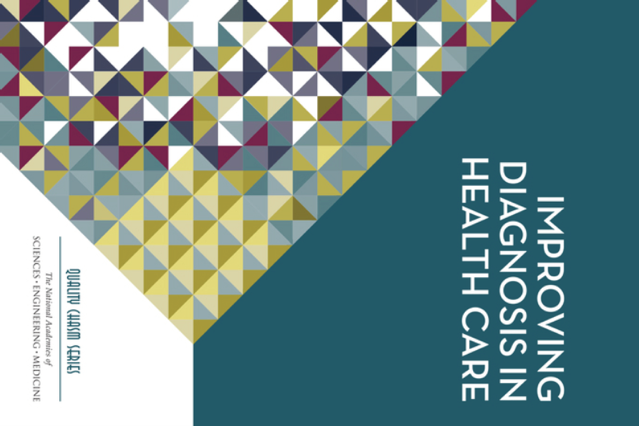 IMPROVING
DIAGNOSIS IN
HEALTH CARE
QUALITY CHASM SERIES
The National Academies of
SCIENCES • ENGINEERING • MEDICINE